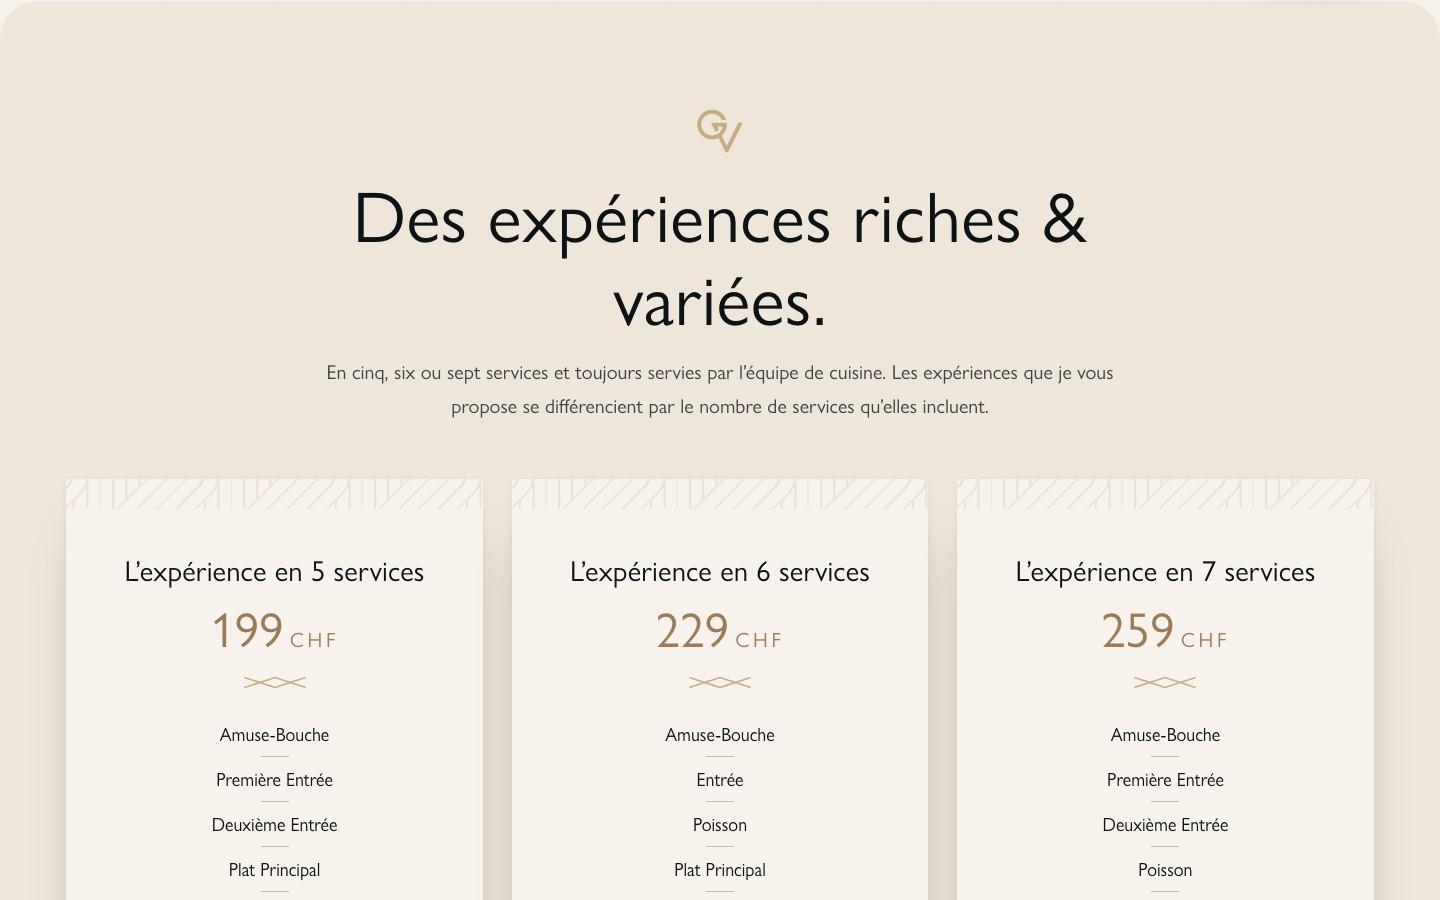 GV
Des expériences riches &
variées.
En cinq, six ou sept services et toujours servies par l’équipe de cuisine. Les expériences que je vous
propose se différencient par le nombre de services qu’elles incluent.
L’expérience en 5 services
199 CHF
Amuse-Bouche
Première Entrée
Deuxième Entrée
Plat Principal
L’expérience en 6 services
229 CHF
Amuse-Bouche
Entrée
Poisson
Plat Principal
L’expérience en 7 services
259 CHF
Amuse-Bouche
Première Entrée
Deuxième Entrée
Poisson